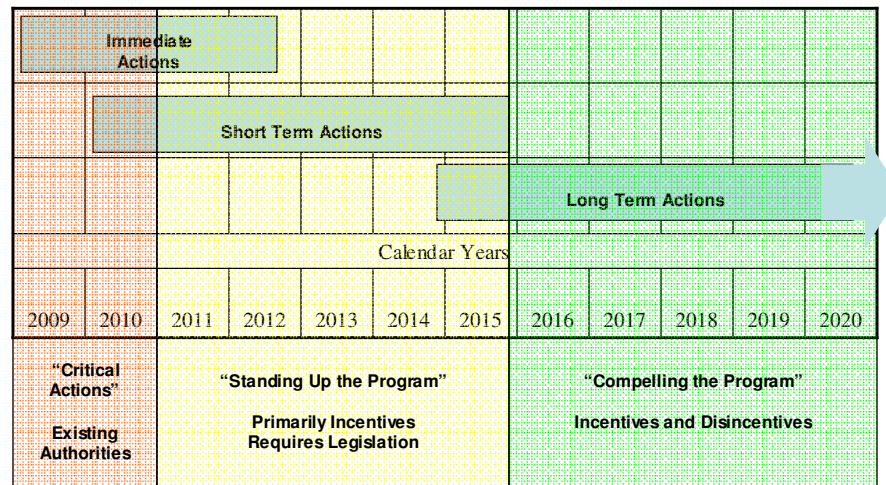 Immediate
Actions
Short Term Actions
Long Term Actions
Calendar Years
2009 2010 2011 2012 2013 2014 2015 2016 2017 2018 2019 2020
“Critical
Actions”
Existing
Authorities
“Standing Up the Program”
Primarily Incentives
Requires Legislation
“Compelling the Program”
Incentives and Disincentives